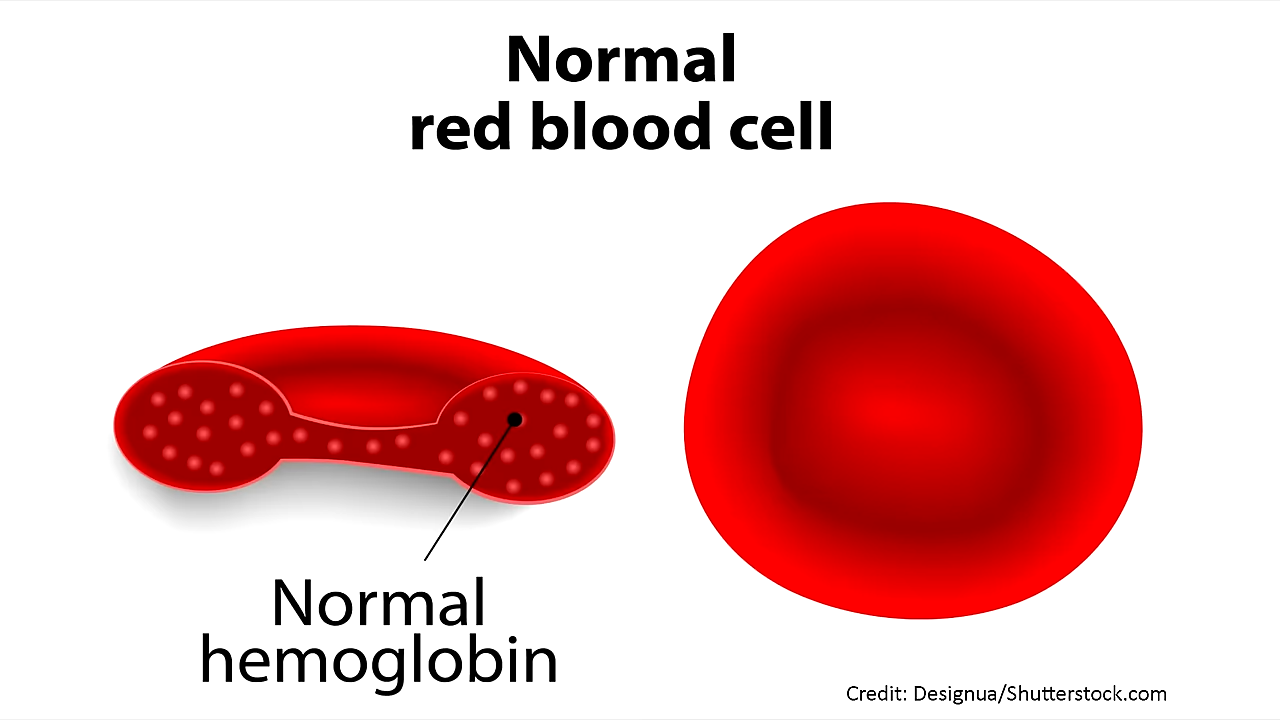 Normal
red blood cell
Normal
hemoglobin
Credit: Designua/Shutterstock.com